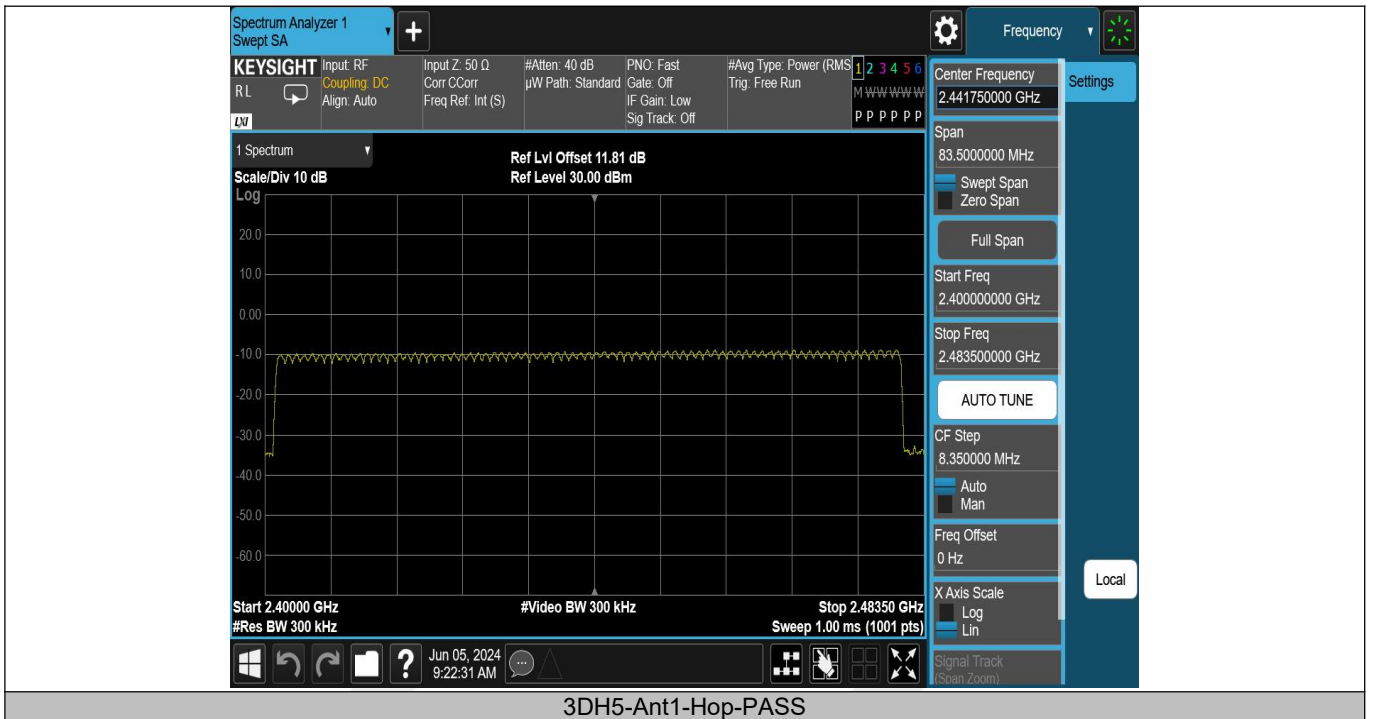 Spectrum Analyzer 1
Swept SA
+
Frequency
KEYSIGHT
RL
LXI
Input: RF
Coupling: DC
Align: Auto
Input Z: 50 Ω
Corr CCorr
Freq Ref: Int (S)
#Atten: 40 dB
µW Path: Standard
PNO: Fast
Gate: Off
IF Gain: Low
Sig Track: Off
#Avg Type: Power (RMS
Trig: Free Run
1 2 3 4 5 6
M W W W W W
P P P P P P
1 Spectrum
Scale/Div 10 dB
Ref Lvl Offset 11.81 dB
Ref Level 30.00 dBm
Log
20.0
10.0
0.00
-10.0
-20.0
-30.0
-40.0
-50.0
-60.0
Start 2.40000 GHz
#Video BW 300 kHz
Stop 2.48350 GHz
#Res BW 300 kHz
Sweep 1.00 ms (1001 pts)
Center Frequency
2.441750000 GHz
Settings
Span
83.5000000 MHz
Swept Span
Zero Span
Full Span
Start Freq
2.400000000 GHz
Stop Freq
2.483500000 GHz
AUTO TUNE
CF Step
8.350000 MHz
Auto
Man
Freq Offset
0 Hz
Local
X Axis Scale
Log
Lin
Signal Track
(Span Zoom)
?
Jun 05, 2024
9:22:31 AM
3DH5-Ant1-Hop-PASS